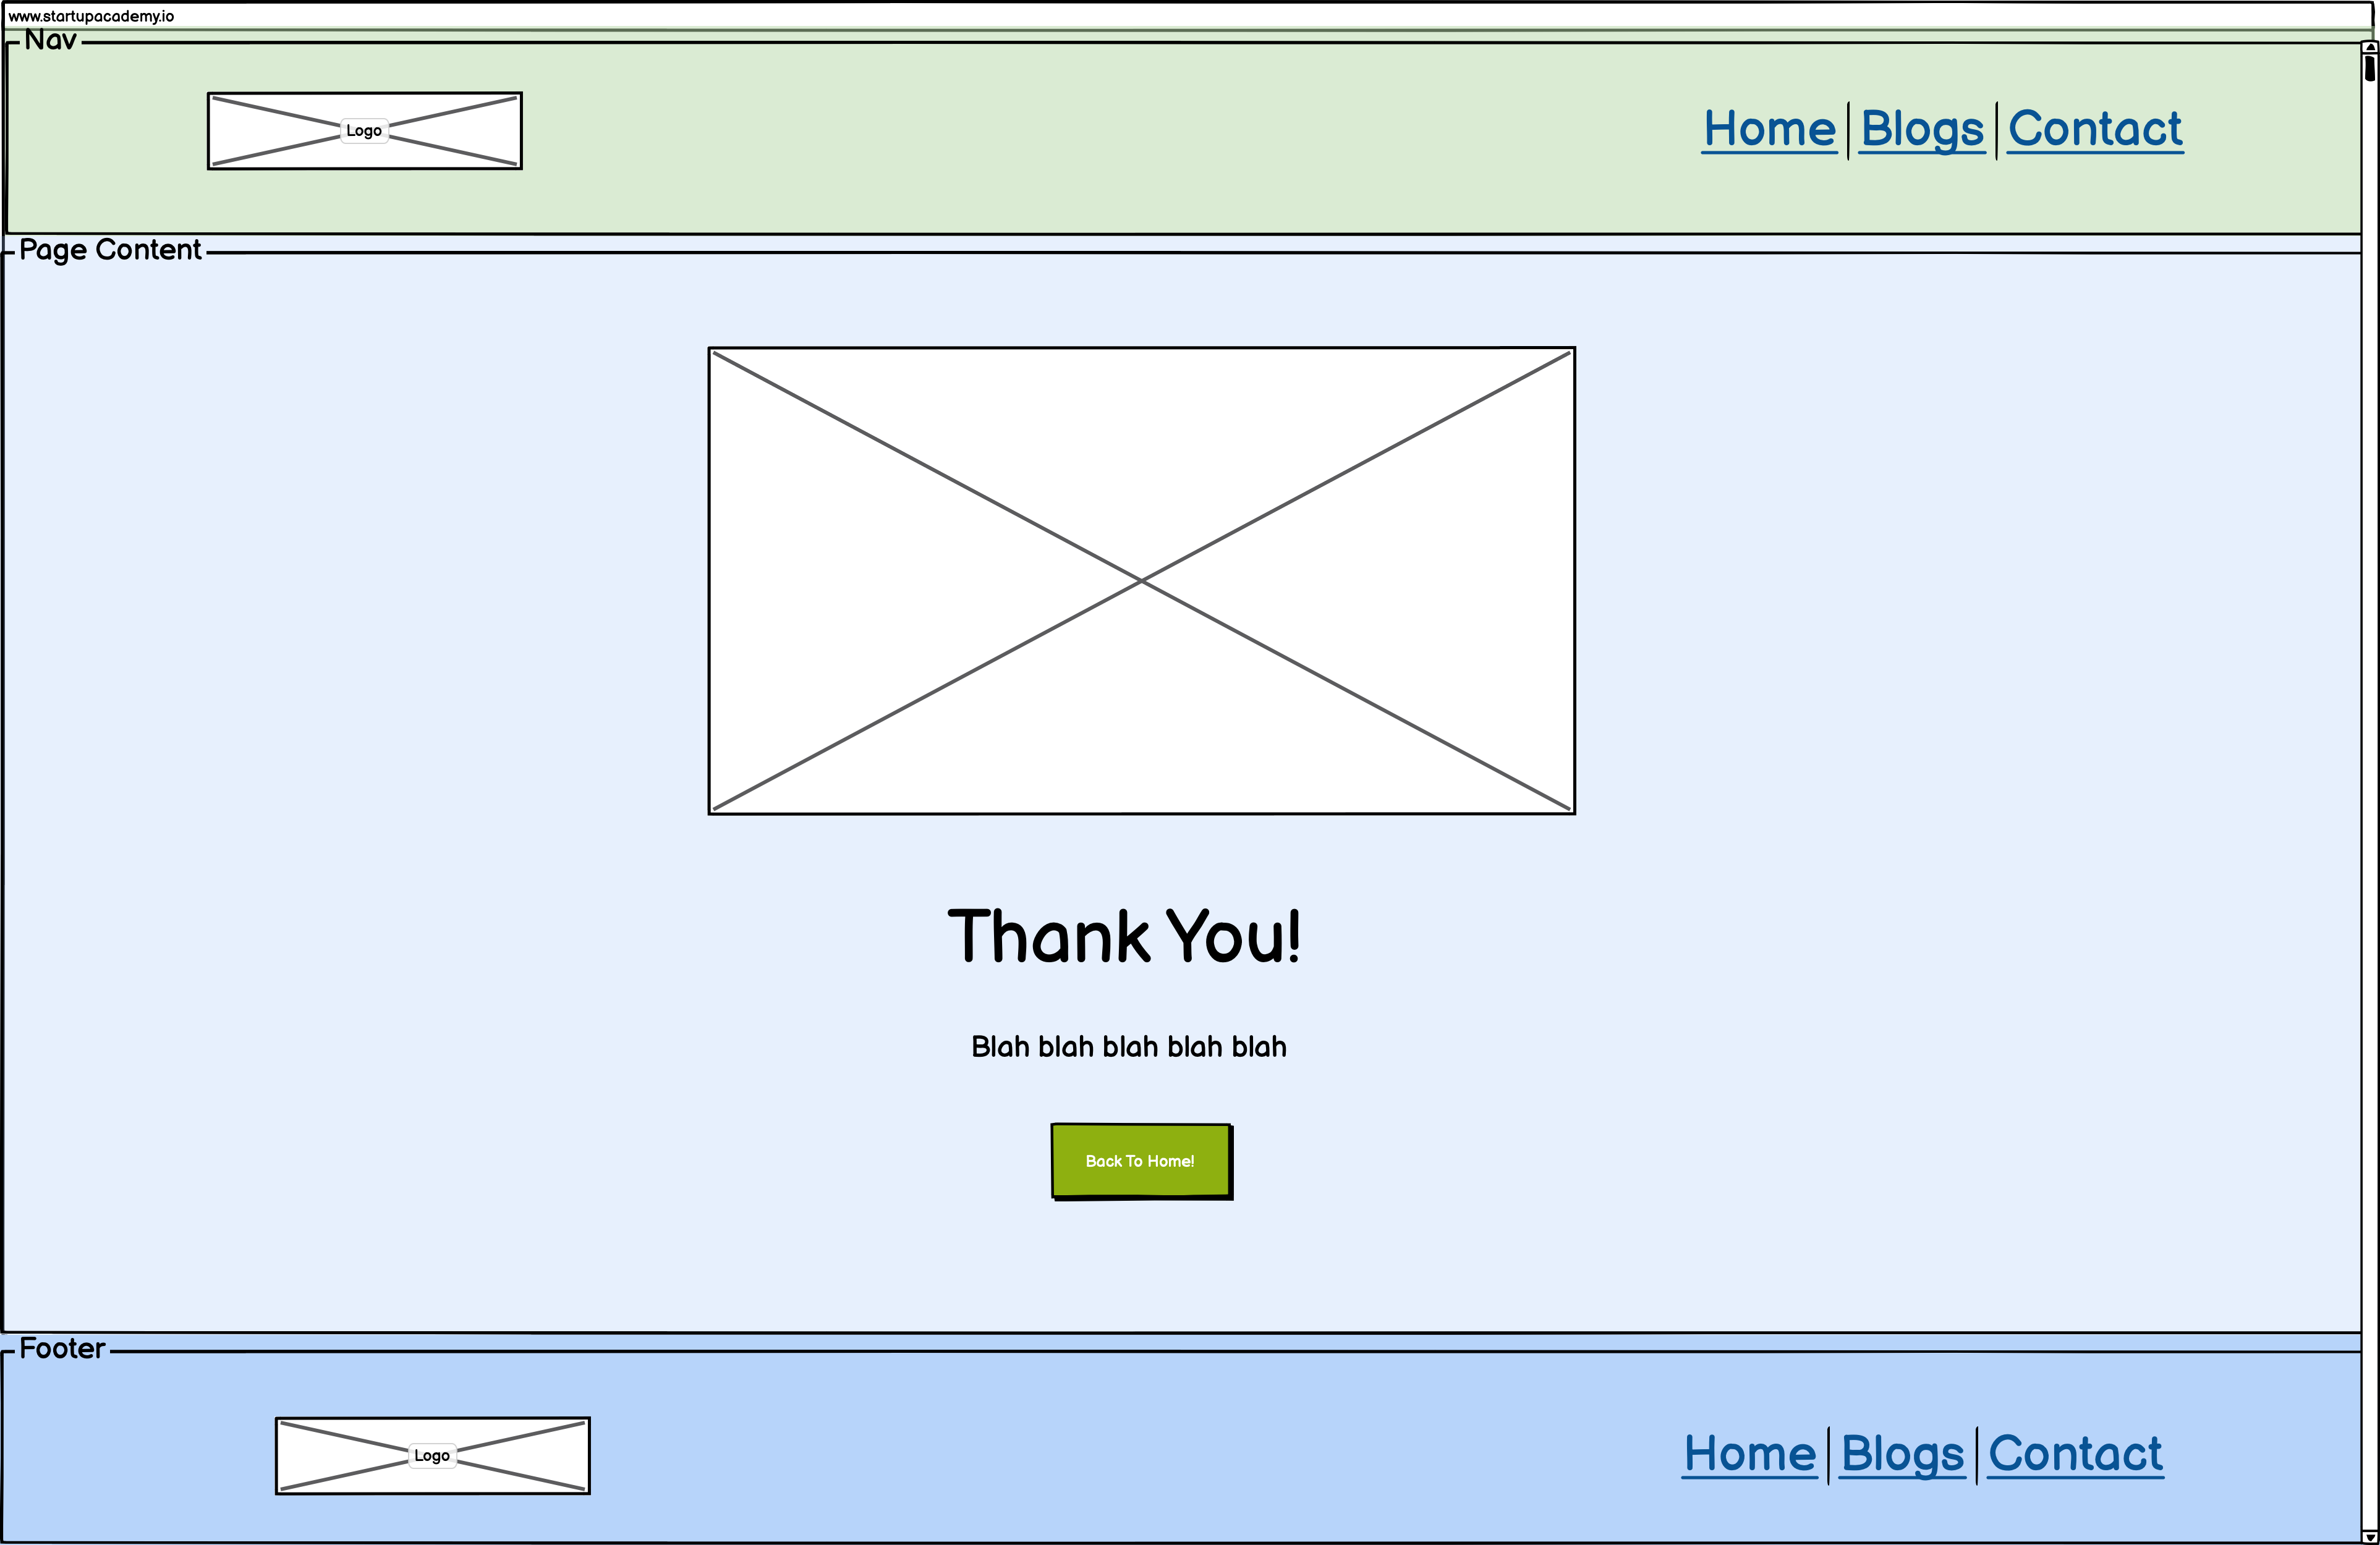 www.startupacademy.io
Nav
Logo
Home Blogs Contact
Page Content
Thank You!
Blah blah blah blah blah
Back To Home!
Footer
Logo
Home Blogs Contact